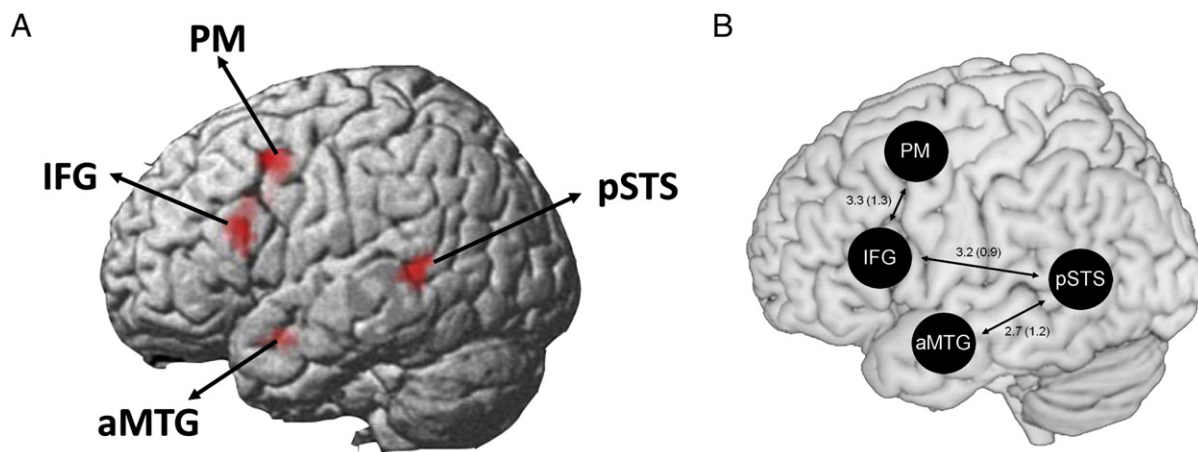 A
PM
IFG
pSTS
aMTG
B
PM
3.3 (1.3)
IFG
3.2 (0.9)
pSTS
2.7 (1.2)
aMTG